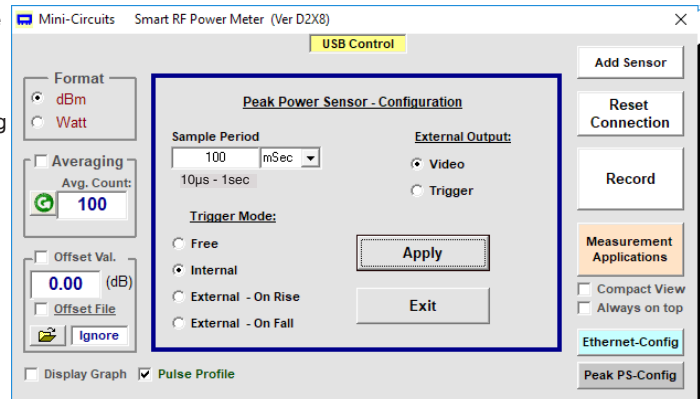 Mini-Circuits Smart RF Power Meter (Ver D2X8)
USB Control
Format
dBm
Watt
Averaging
Avg. Count:
100
Offset Val.
0.00 (dB)
Offset File
Ignore
Display Graph Pulse Profile
Peak Power Sensor - Configuration
Sample Period
100 mSec
10µs - 1sec
Trigger Mode:
Free
Internal
External - On Rise
External - On Fall
External Output:
Video
Trigger
Apply
Exit
Add Sensor
Reset
Connection
Record
Measurement
Applications
Compact View
Always on top
Ethernet-Config
Peak PS-Config